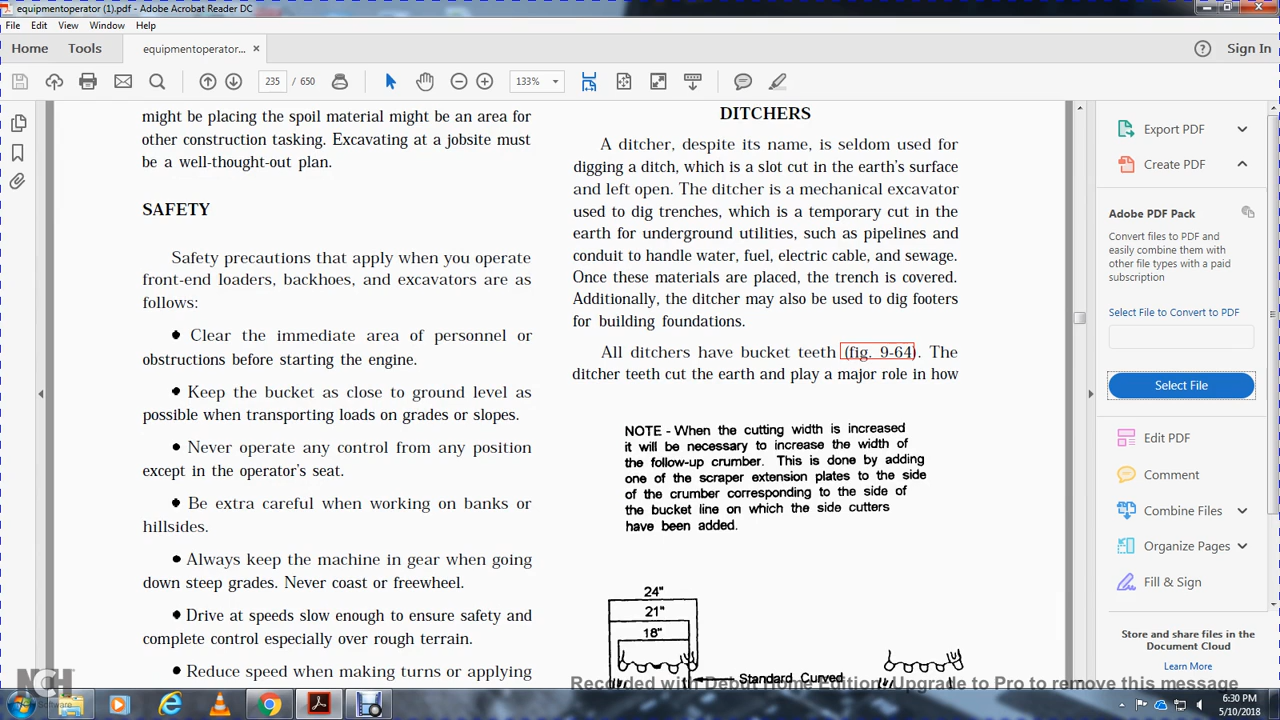 equipmentoperator (1).pdf - Adobe Acrobat Reader DC
File Edit View Window Help
Home Tools equipmentoperator... × Sign In
235 / 650 133%
might be placing the spoil material might be an area for
other construction tasking. Excavating at a jobsite must
be a well-thought-out plan.
SAFETY
Safety precautions that apply when you operate
front-end loaders, backhoes, and excavators are as
follows:
• Clear the immediate area of personnel or
obstructions before starting the engine.
• Keep the bucket as close to ground level as
possible when transporting loads on grades or slopes.
• Never operate any control from any position
except in the operator's seat.
• Be extra careful when working on banks or
hillsides.
• Always keep the machine in gear when going
down steep grades. Never coast or freewheel.
• Drive at speeds slow enough to ensure safety and
complete control especially over rough terrain.
• Reduce speed when making turns or applying
DITCHERS
A ditcher, despite its name, is seldom used for
digging a ditch, which is a slot cut in the earth's surface
and left open. The ditcher is a mechanical excavator
used to dig trenches, which is a temporary cut in the
earth for underground utilities, such as pipelines and
conduit to handle water, fuel, electric cable, and sewage.
Once these materials are placed, the trench is covered.
Additionally, the ditcher may also be used to dig footers
for building foundations.
All ditchers have bucket teeth (fig. 9-64). The
ditcher teeth cut the earth and play a major role in how
NOTE - When the cutting width is increased
it will be necessary to increase the width of
the follow-up crumber. This is done by adding
one of the scraper extension plates to the side
of the crumber corresponding to the side of
the bucket line on which the side cutters
have been added.
24"
21"
18"
Standard Curved
Export PDF
Create PDF
Adobe PDF Pack
Convert files to PDF and
easily combine them with
other file types with a paid
subscription
Select File to Convert to PDF
Select File
Edit PDF
Comment
Combine Files
Organize Pages
Fill & Sign
Store and share files in the
Document Cloud
Learn More
Recorded with Debut Home Edition. Upgrade to Pro to remove this message
NCH
Software
6:30 PM
5/10/2018